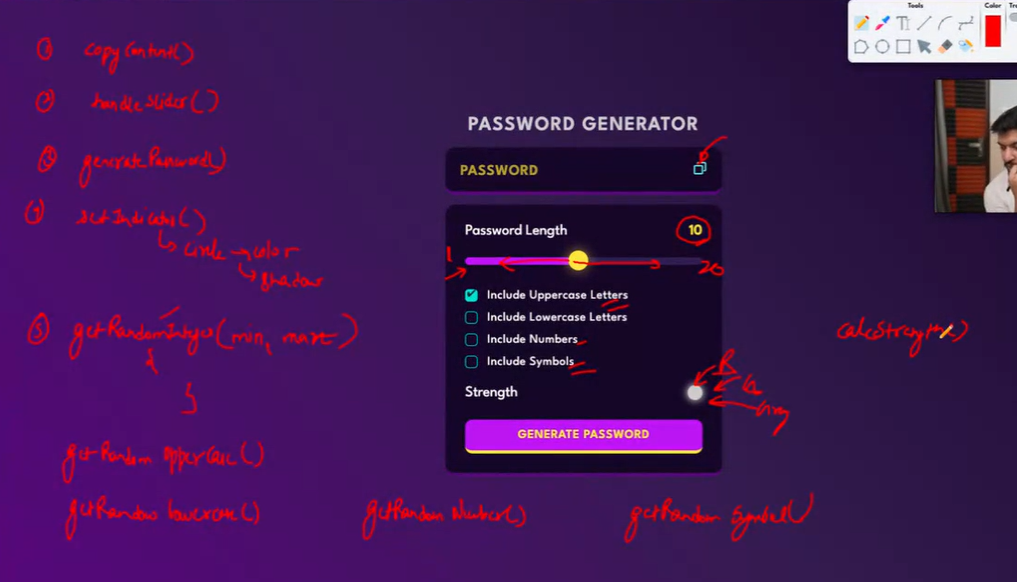 Tools
Color
① copyContent()
② handleSlider()
③ generatePassword()
④ setIndicator()
↳ circle → color
↳ shadow
⑤ getRandomInteger(min, max)
{
}
getRandom UpperCase()
getRandom lowercase()
getRandom Number()
getRandom Symbol()
calcStrength()
PASSWORD GENERATOR
PASSWORD
Password Length
10
1
20
Include Uppercase Letters
Include Lowercase Letters
Include Numbers
Include Symbols
Strength
R
G
Gray
GENERATE PASSWORD